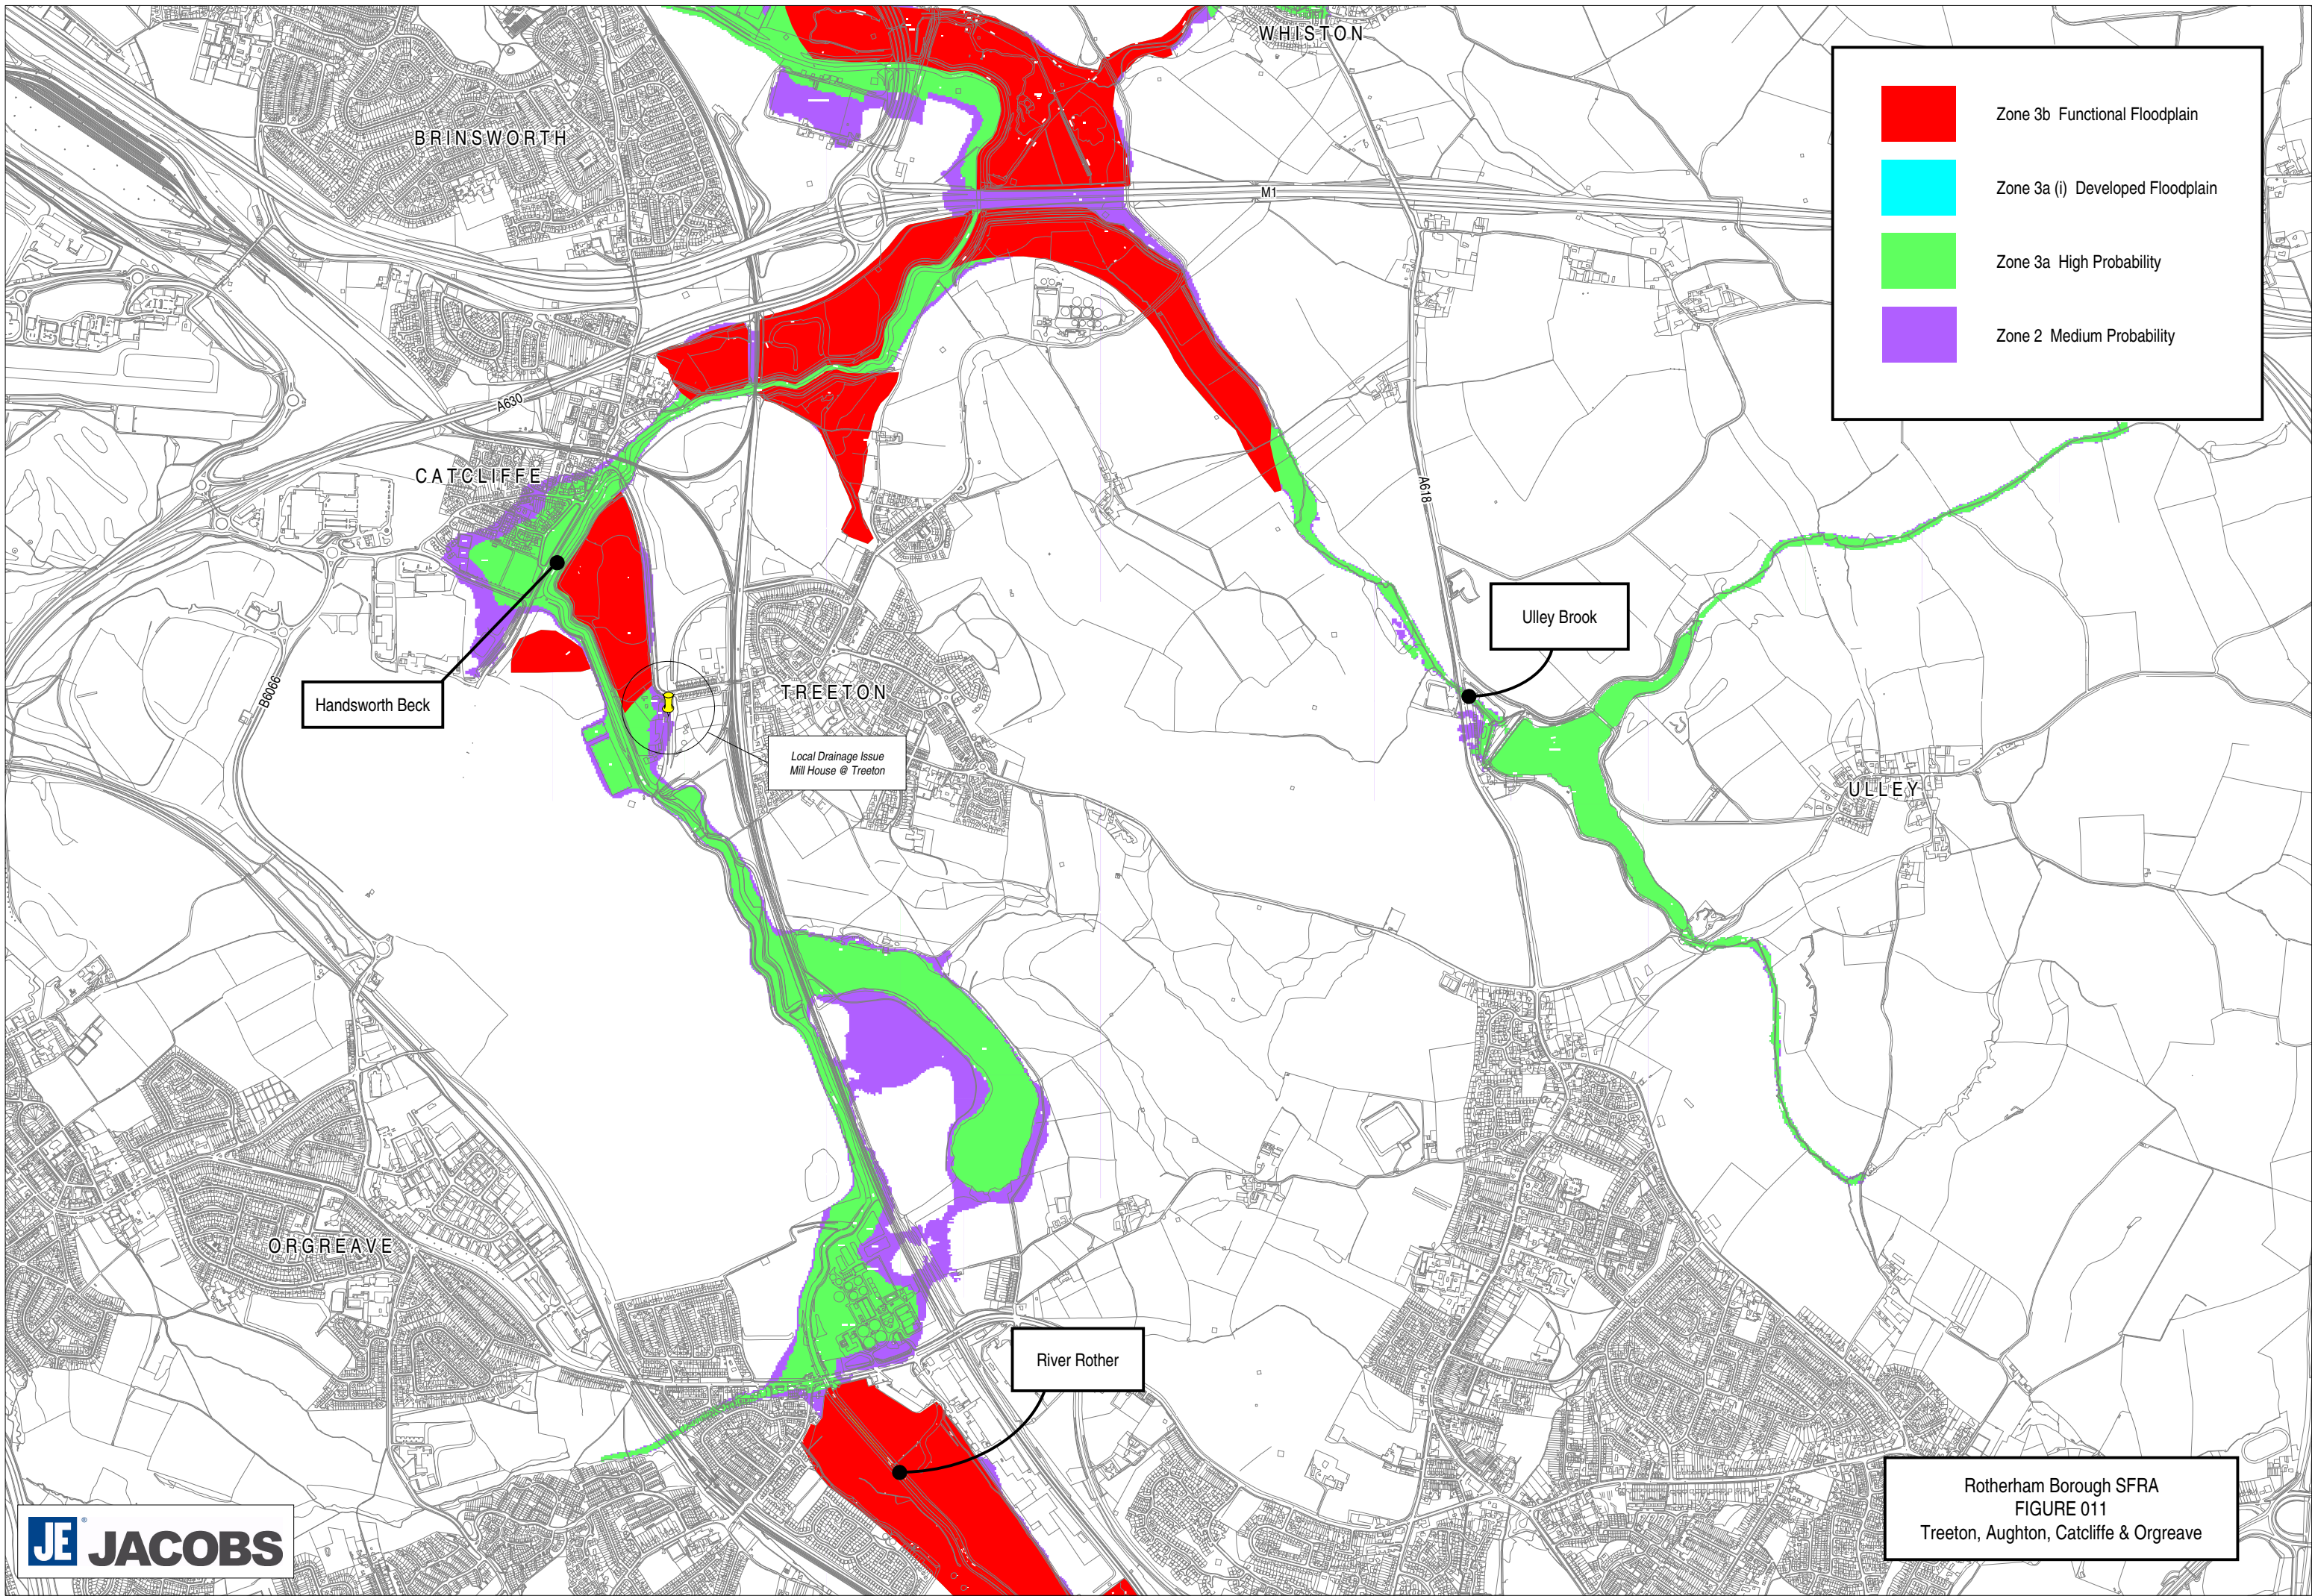 WHISTON
Zone 3b Functional Floodplain
BRINSWORTH
Zone 3a (i) Developed Floodplain
M1
Zone 3a High Probability
Zone 2 Medium Probability
A630
CATCLIFFE
A618
Ulley Brook
B6066
Handsworth Beck
TREETON
Local Drainage Issue
Mill House @ Treeton
ULLEY
ORGREAVE
River Rother
Rotherham Borough SFRA
FIGURE 011
Treeton, Aughton, Catcliffe & Orgreave
JE JACOBS